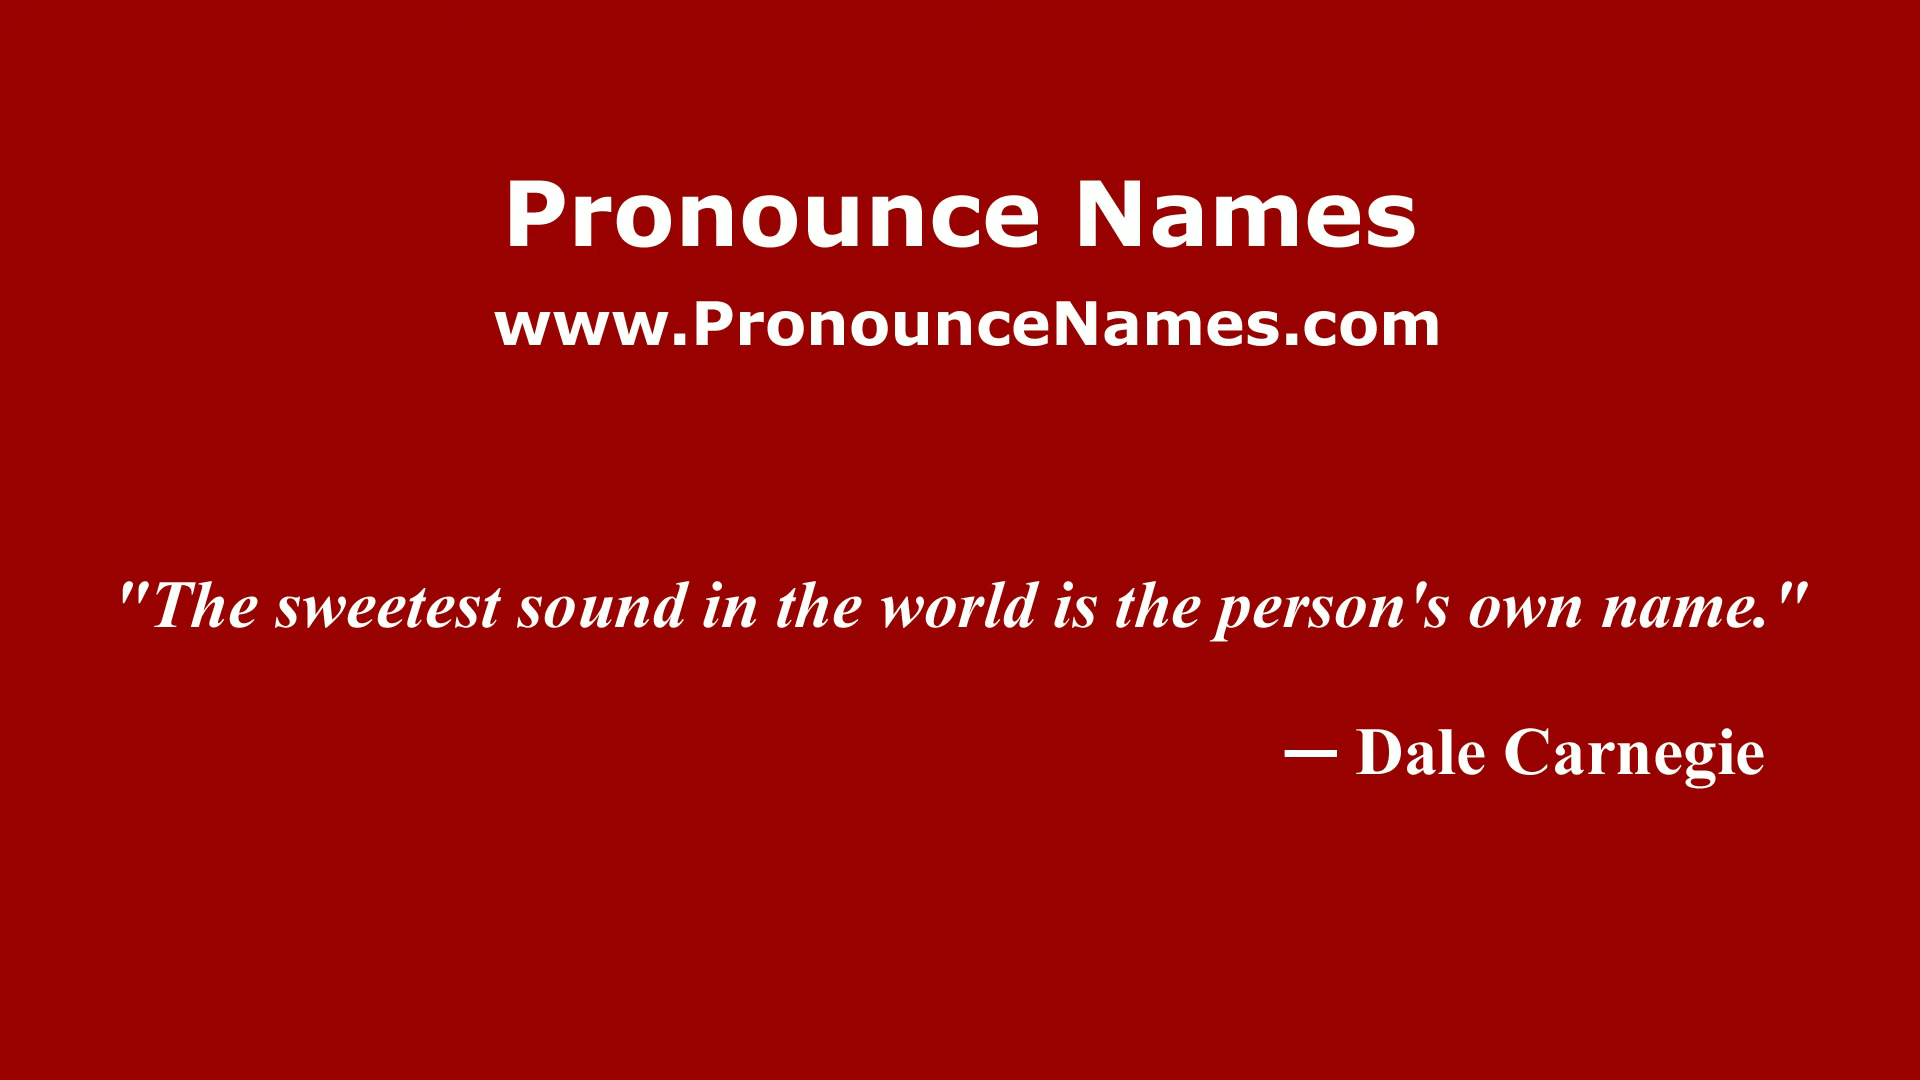 Pronounce Names
www.PronounceNames.com
"The sweetest sound in the world is the person's own name."
— Dale Carnegie